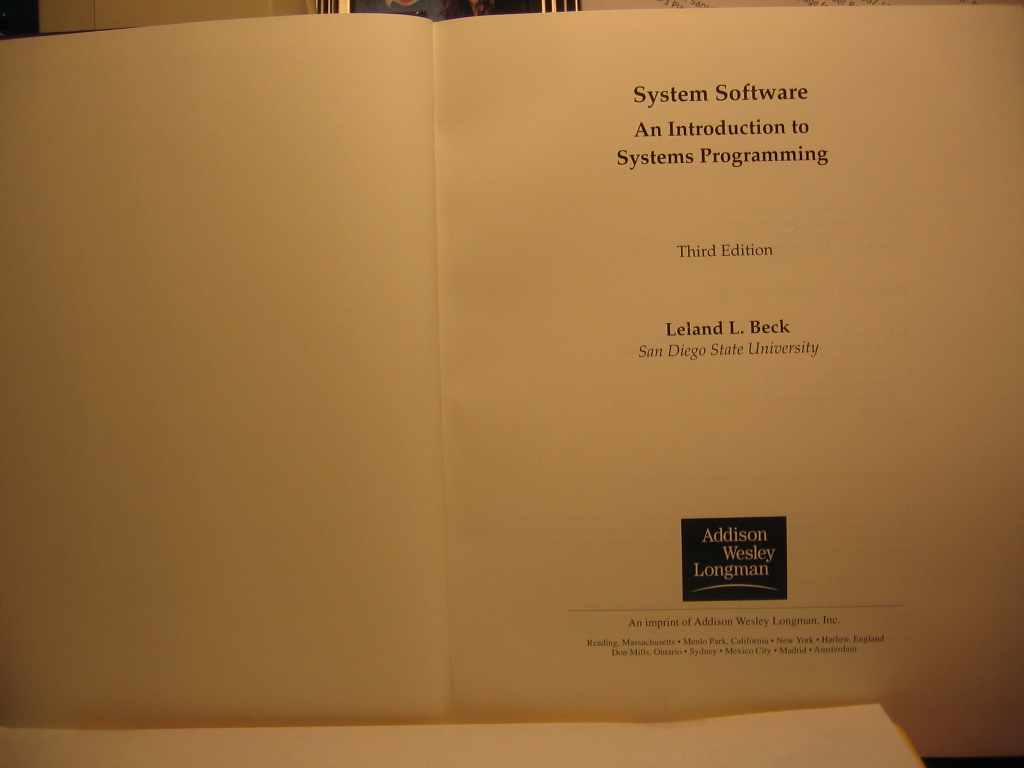 System Software
An Introduction to
Systems Programming
Third Edition
Leland L. Beck
San Diego State University
Addison
Wesley
Longman
An imprint of Addison Wesley Longman, Inc.
Reading, Massachusetts • Menlo Park, California • New York • Harlow, England
Don Mills, Ontario • Sydney • Mexico City • Madrid • Amsterdam